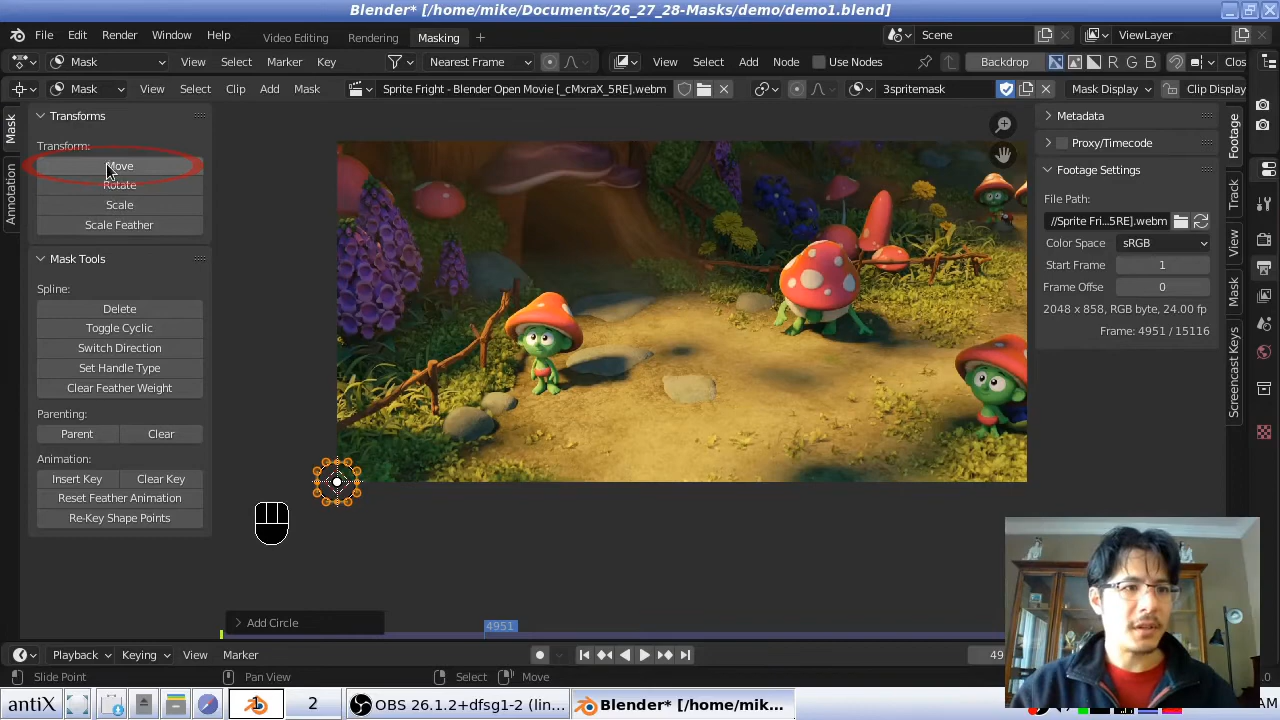 Blender* [/home/mike/Documents/26_27_28-Masks/demo/demo1.blend]
File Edit Render Window Help Video Editing Rendering Masking + Scene ViewLayer
Mask View Select Marker Key Nearest Frame View Select Add Node Use Nodes Backdrop R G B Clos
Mask View Select Clip Add Mask Sprite Fright - Blender Open Movie [_cMxraX_5RE].webm 3spritemask Mask Display Clip Display
Mask
Annotation
Transforms
Transform:
Move
Rotate
Scale
Scale Feather
Mask Tools
Spline:
Delete
Toggle Cyclic
Switch Direction
Set Handle Type
Clear Feather Weight
Parenting:
Parent Clear
Animation:
Insert Key Clear Key
Reset Feather Animation
Re-Key Shape Points
Metadata
Proxy/Timecode
Footage Settings
File Path:
//Sprite Fri...5RE].webm
Color Space sRGB
Start Frame 1
Frame Offse 0
2048 x 858, RGB byte, 24.00 fp
Frame: 4951 / 15116
Footage
Track
View
Mask
Screencast Keys
Add Circle
4951
Playback Keying View Marker 49
Slide Point Pan View Select Move
antiX 1 2 OBS 26.1.2+dfsg1-2 (lin... Blender* [/home/mik...